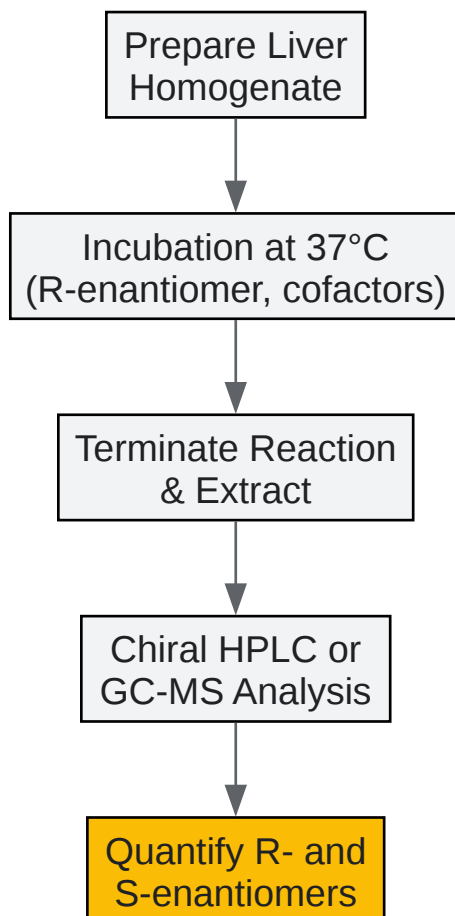 Prepare Liver
Homogenate
Incubation at 37°C
(R-enantiomer, cofactors)
Terminate Reaction
& Extract
Chiral HPLC or
GC-MS Analysis
Quantify R- and
S-enantiomers